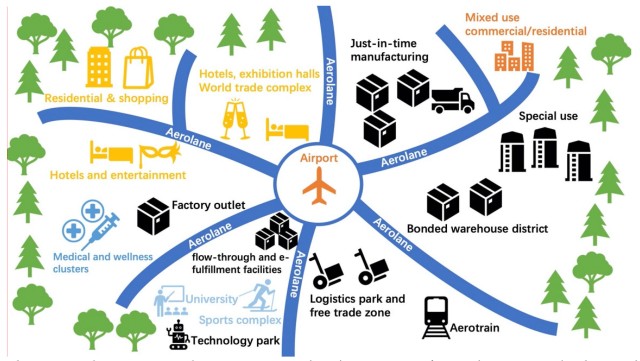 Mixed use
commercial/residential
Just-in-time
manufacturing
Hotels, exhibition halls
World trade complex
Residential & shopping
Aerolane
Special use
Aerolane
Airport
Aerolane
Hotels and entertainment
Factory outlet
Bonded warehouse district
Aerolane
Aerolane
Medical and wellness
clusters
flow-through and e-
fulfillment facilities
Aerolane
University
Logistics park and
free trade zone
Sports complex
Aerotrain
Technology park